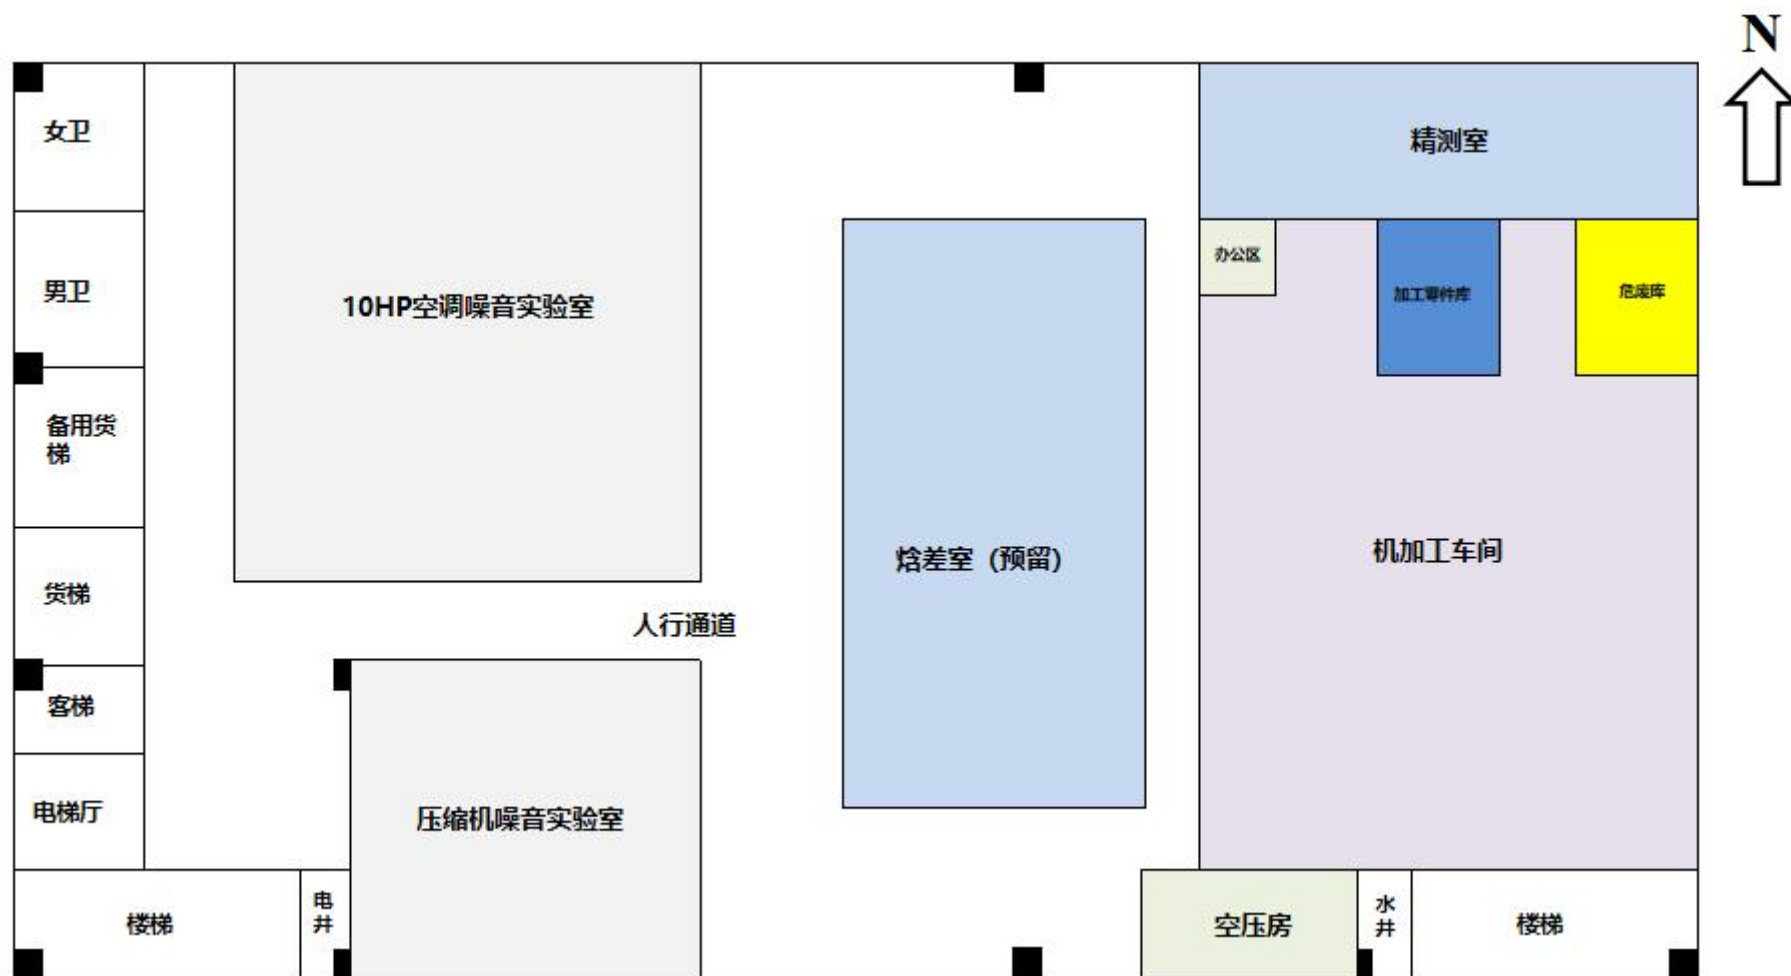 N
女卫
精测室
办公区
男卫
10HP空调噪音实验室
加工零件库
危废库
备用货
梯
焓差室（预留）
机加工车间
货梯
人行通道
客梯
电梯厅
压缩机噪音实验室
楼梯
电
井
空压房
水
井
楼梯